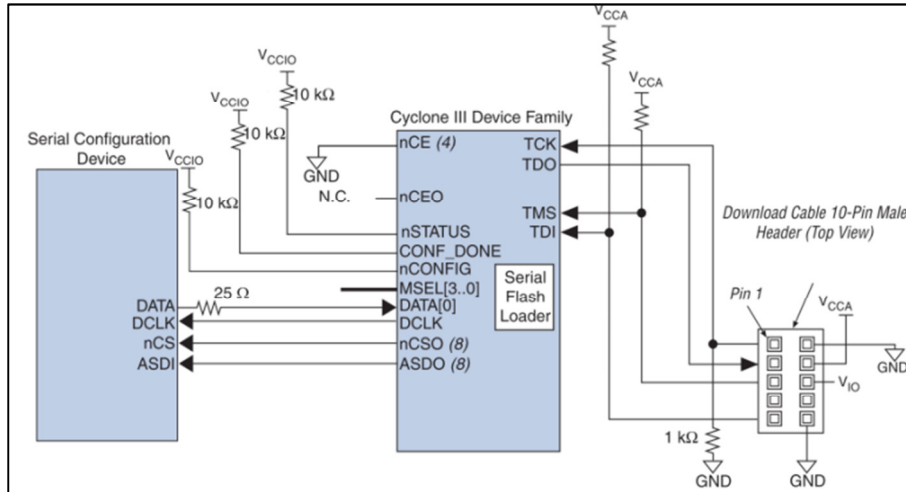 VCCA
VCCIO
VCCA
VCCIO
10 kΩ
Cyclone III Device Family
10 kΩ
nCE (4)
TCK
Serial Configuration
Device
GND
TDO
VCCIO
N.C.
nCEO
10 kΩ
TMS
Download Cable 10-Pin Male
Header (Top View)
nSTATUS
TDI
CONF_DONE
nCONFIG
Serial
Flash
Loader
MSEL[3..0]
25 Ω
Pin 1
VCCA
DATA
DATA[0]
DCLK
DCLK
nCS
nCSO (8)
ASDI
ASDO (8)
GND
VIO
1 kΩ
GND
GND